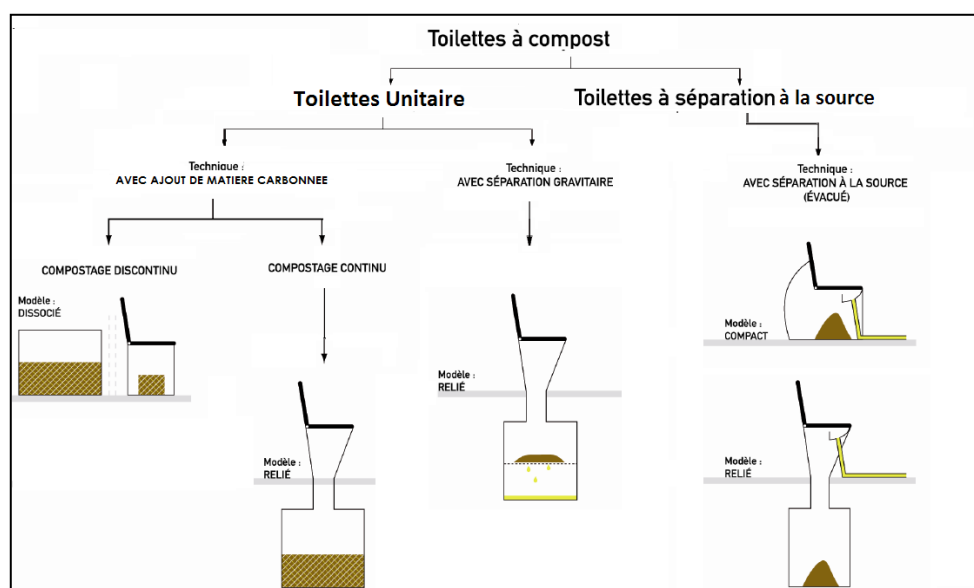 Toilettes à compost
Toilettes Unitaire
Toilettes à séparation à la source
Technique :
AVEC AJOUT DE MATIERE CARBONNEE
Technique :
AVEC SÉPARATION GRAVITAIRE
Technique :
AVEC SÉPARATION À LA SOURCE
(ÉVACUÉ)
COMPOSTAGE DISCONTINU
COMPOSTAGE CONTINU
Modèle :
DISSOCIÉ
Modèle :
RELIÉ
Modèle :
RELIÉ
Modèle :
COMPACT
Modèle :
RELIÉ